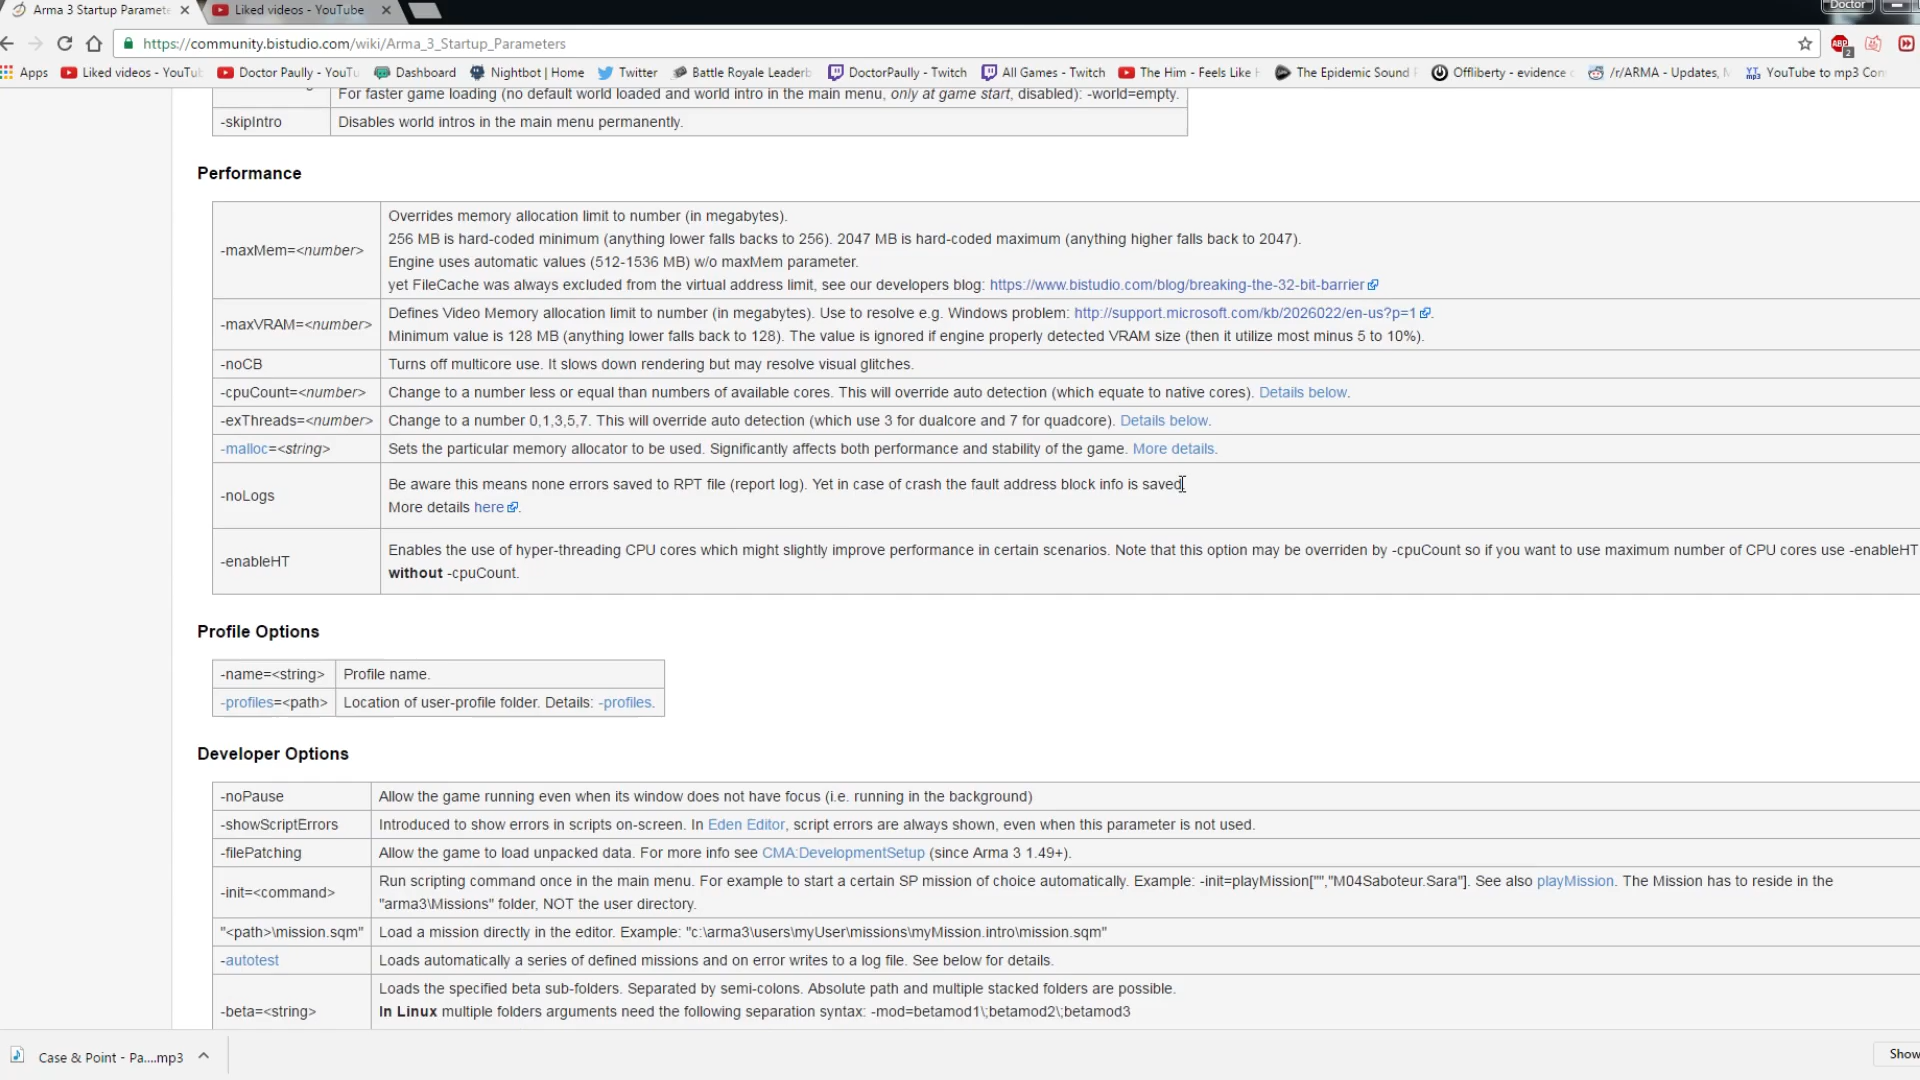 Arma 3 Startup Paramete
Liked videos - YouTube
Doctor
https://community.bistudio.com/wiki/Arma_3_Startup_Parameters
ABP
2
Apps
Liked videos - YouTu
Doctor Paully - YouTu
Dashboard
Nightbot | Home
Twitter
Battle Royale Leaderb
DoctorPaully - Twitch
All Games - Twitch
The Him - Feels Like
The Epidemic Sound
Offliberty - evidence
/r/ARMA - Updates,
YouTube to mp3 Con
For faster game loading (no default world loaded and world intro in the main menu, only at game start, disabled): -world=empty.
-skipIntro Disables world intros in the main menu permanently.
Performance
-maxMem=<number>
Overrides memory allocation limit to number (in megabytes).
256 MB is hard-coded minimum (anything lower falls backs to 256). 2047 MB is hard-coded maximum (anything higher falls back to 2047).
Engine uses automatic values (512-1536 MB) w/o maxMem parameter.
yet FileCache was always excluded from the virtual address limit, see our developers blog: https://www.bistudio.com/blog/breaking-the-32-bit-barrier
-maxVRAM=<number>
Defines Video Memory allocation limit to number (in megabytes). Use to resolve e.g. Windows problem: http://support.microsoft.com/kb/2026022/en-us?p=1.
Minimum value is 128 MB (anything lower falls back to 128). The value is ignored if engine properly detected VRAM size (then it utilize most minus 5 to 10%).
-noCB Turns off multicore use. It slows down rendering but may resolve visual glitches.
-cpuCount=<number> Change to a number less or equal than numbers of available cores. This will override auto detection (which equate to native cores). Details below.
-exThreads=<number> Change to a number 0,1,3,5,7. This will override auto detection (which use 3 for dualcore and 7 for quadcore). Details below.
-malloc=<string> Sets the particular memory allocator to be used. Significantly affects both performance and stability of the game. More details.
-noLogs
Be aware this means none errors saved to RPT file (report log). Yet in case of crash the fault address block info is saved.
More details here.
-enableHT
Enables the use of hyper-threading CPU cores which might slightly improve performance in certain scenarios. Note that this option may be overriden by -cpuCount so if you want to use maximum number of CPU cores use -enableHT
without -cpuCount.
Profile Options
-name=<string> Profile name.
-profiles=<path> Location of user-profile folder. Details: -profiles.
Developer Options
-noPause Allow the game running even when its window does not have focus (i.e. running in the background)
-showScriptErrors Introduced to show errors in scripts on-screen. In Eden Editor, script errors are always shown, even when this parameter is not used.
-filePatching Allow the game to load unpacked data. For more info see CMA:DevelopmentSetup (since Arma 3 1.49+).
-init=<command>
Run scripting command once in the main menu. For example to start a certain SP mission of choice automatically. Example: -init=playMission["","M04Saboteur.Sara"]. See also playMission. The Mission has to reside in the
"arma3\Missions" folder, NOT the user directory.
"<path>\mission.sqm" Load a mission directly in the editor. Example: "c:\arma3\users\myUser\missions\myMission.intro\mission.sqm"
-autotest Loads automatically a series of defined missions and on error writes to a log file. See below for details.
-beta=<string>
Loads the specified beta sub-folders. Separated by semi-colons. Absolute path and multiple stacked folders are possible.
In Linux multiple folders arguments need the following separation syntax: -mod=betamod1\;betamod2\;betamod3
Case & Point - Pa....mp3
Show